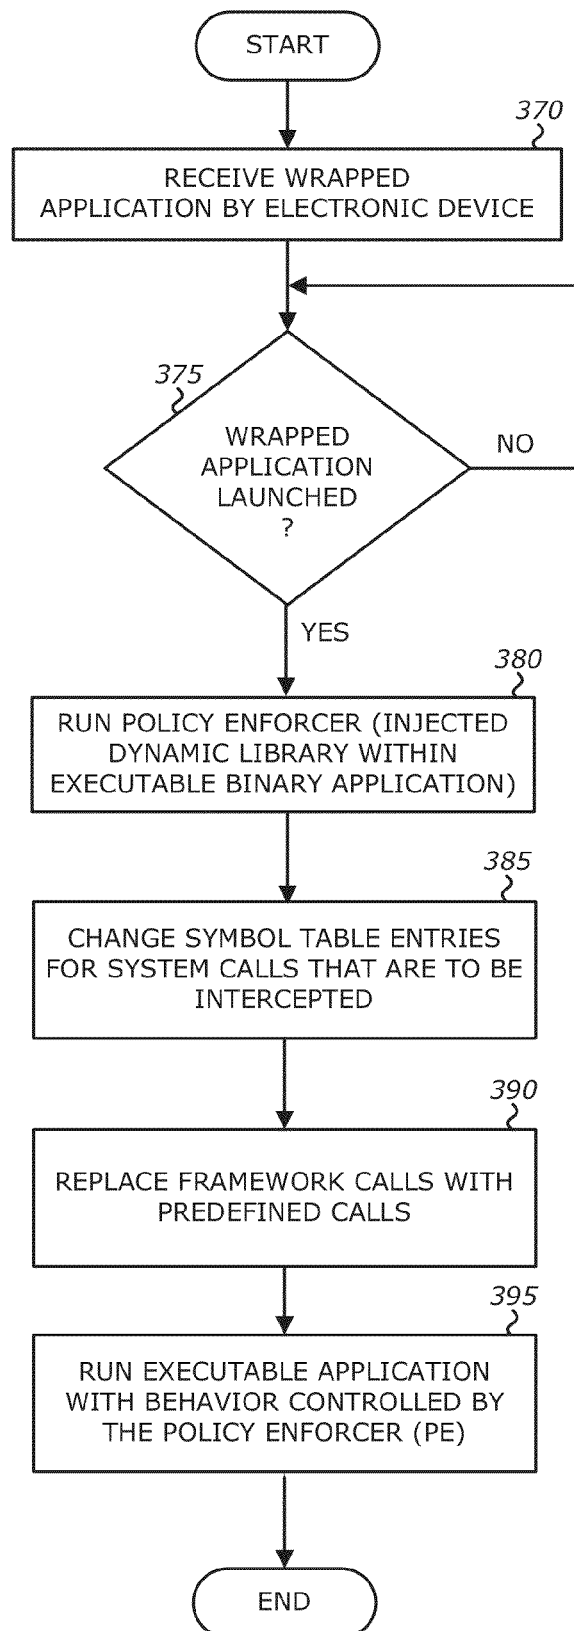 START
370
RECEIVE WRAPPED
APPLICATION BY ELECTRONIC DEVICE
375
WRAPPED
APPLICATION
LAUNCHED
?
NO
YES
380
RUN POLICY ENFORCER (INJECTED
DYNAMIC LIBRARY WITHIN
EXECUTABLE BINARY APPLICATION)
385
CHANGE SYMBOL TABLE ENTRIES
FOR SYSTEM CALLS THAT ARE TO BE
INTERCEPTED
390
REPLACE FRAMEWORK CALLS WITH
PREDEFINED CALLS
395
RUN EXECUTABLE APPLICATION
WITH BEHAVIOR CONTROLLED BY
THE POLICY ENFORCER (PE)
END